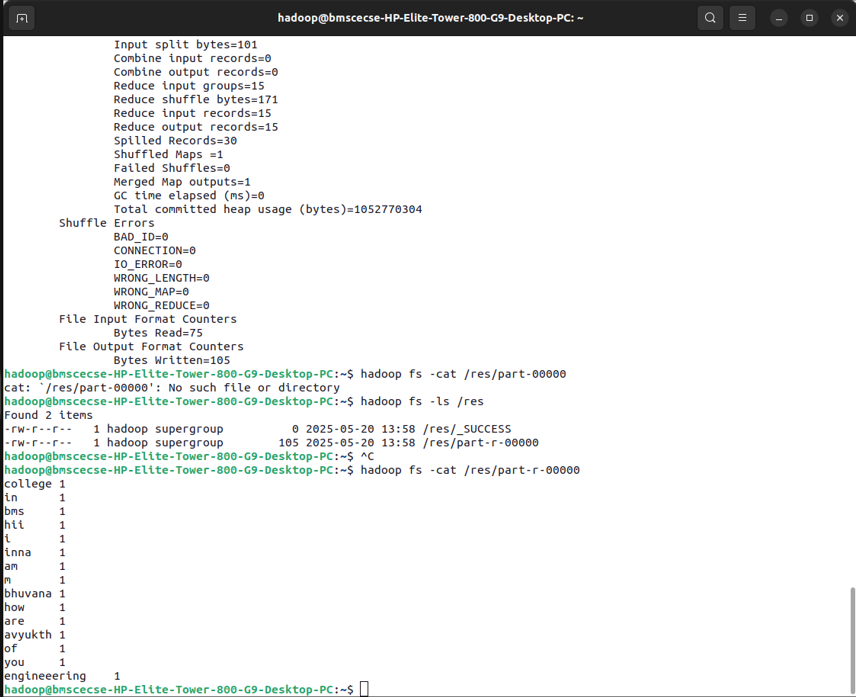 hadoop@bmscecse-HP-Elite-Tower-800-G9-Desktop-PC: ~
Input split bytes=101
Combine input records=0
Combine output records=0
Reduce input groups=15
Reduce shuffle bytes=171
Reduce input records=15
Reduce output records=15
Spilled Records=30
Shuffled Maps =1
Failed Shuffles=0
Merged Map outputs=1
GC time elapsed (ms)=0
Total committed heap usage (bytes)=1052770304
Shuffle Errors
BAD_ID=0
CONNECTION=0
IO_ERROR=0
WRONG_LENGTH=0
WRONG_MAP=0
WRONG_REDUCE=0
File Input Format Counters
Bytes Read=75
File Output Format Counters
Bytes Written=105
hadoop@bmscecse-HP-Elite-Tower-800-G9-Desktop-PC:~$ hadoop fs -cat /res/part-00000
cat: `/res/part-00000': No such file or directory
hadoop@bmscecse-HP-Elite-Tower-800-G9-Desktop-PC:~$ hadoop fs -ls /res
Found 2 items
-rw-r--r--   1 hadoop supergroup          0 2025-05-20 13:58 /res/_SUCCESS
-rw-r--r--   1 hadoop supergroup        105 2025-05-20 13:58 /res/part-r-00000
hadoop@bmscecse-HP-Elite-Tower-800-G9-Desktop-PC:~$ ^C
hadoop@bmscecse-HP-Elite-Tower-800-G9-Desktop-PC:~$ hadoop fs -cat /res/part-r-00000
college 1
in      1
bms     1
hii     1
i       1
inna    1
am      1
m       1
bhuvana 1
how     1
are     1
avyukth 1
of      1
you     1
engineeering    1
hadoop@bmscecse-HP-Elite-Tower-800-G9-Desktop-PC:~$